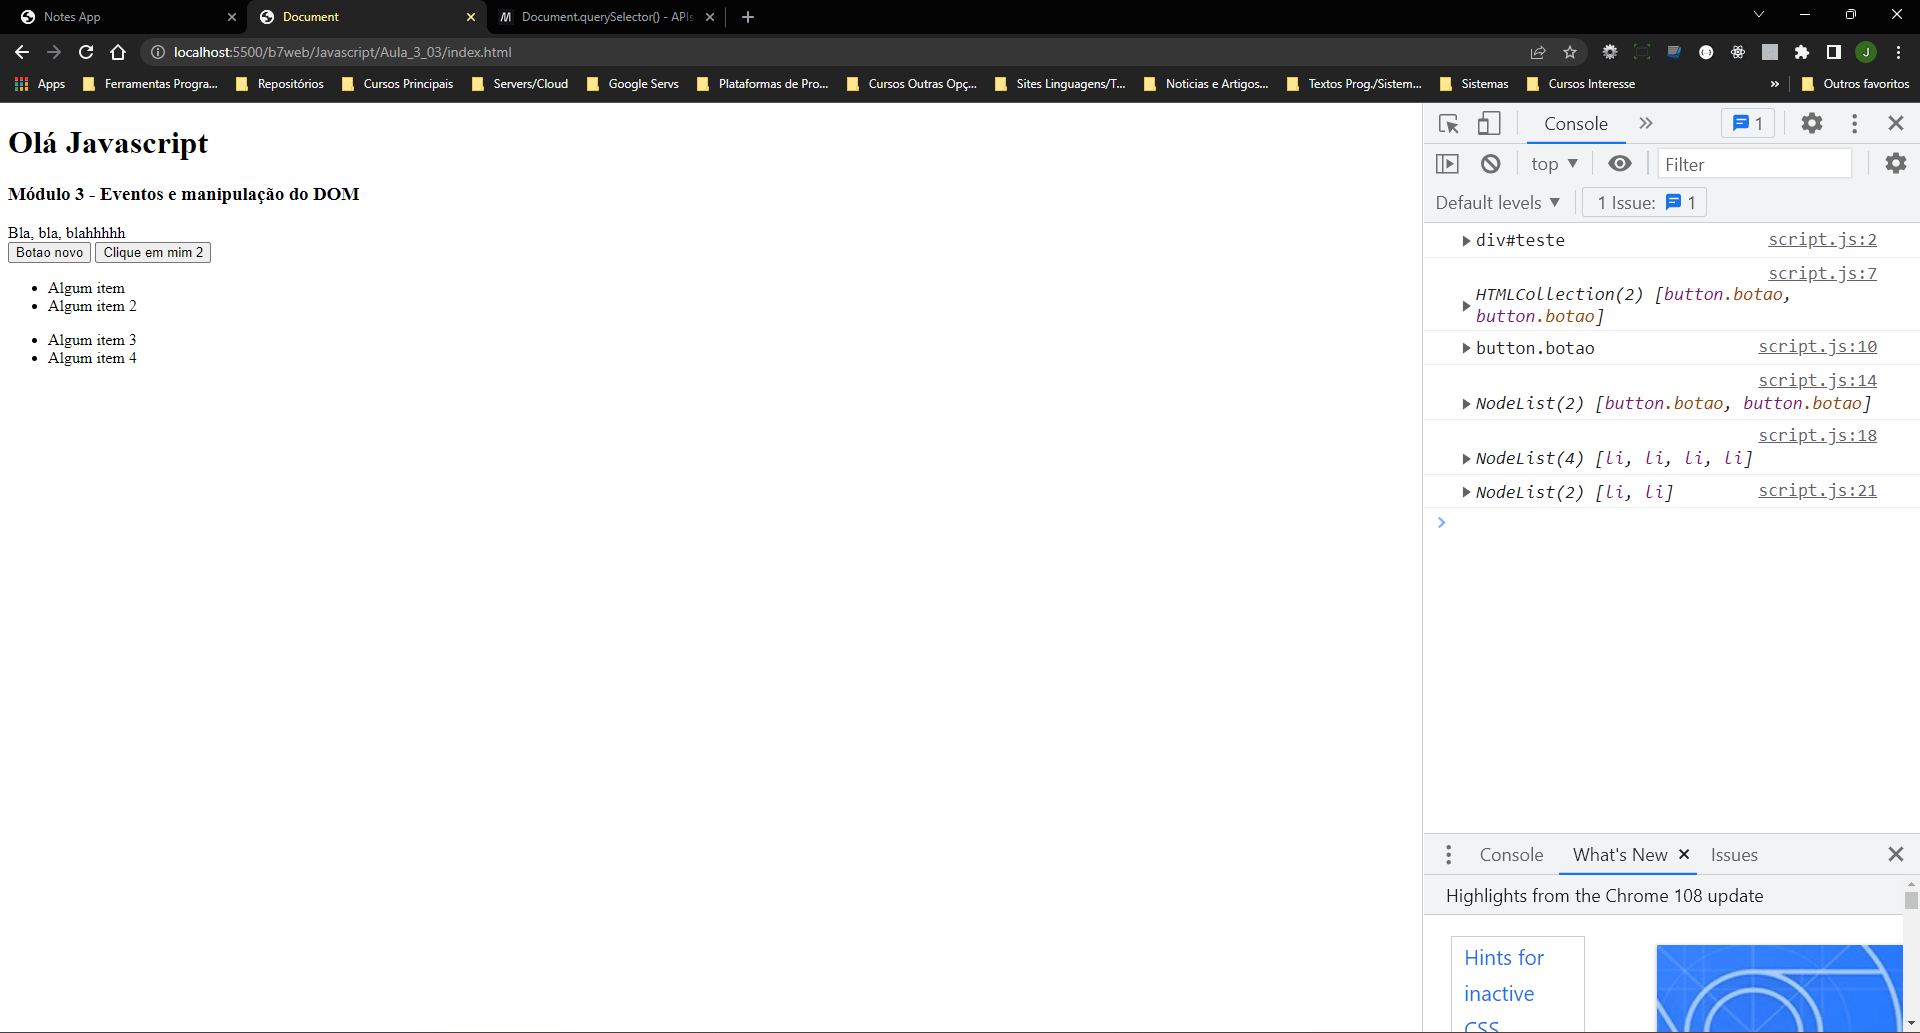 Notes App
Document
Document.querySelector() - APIs
localhost:5500/b7web/Javascript/Aula_3_03/index.html
J
Apps
Ferramentas Progra...
Repositórios
Cursos Principais
Servers/Cloud
Google Servs
Plataformas de Pro...
Cursos Outras Opç...
Sites Linguagens/T...
Noticias e Artigos...
Textos Prog./Sistem...
Sistemas
Cursos Interesse
»
Outros favoritos
Olá Javascript
Módulo 3 - Eventos e manipulação do DOM
Bla, bla, blahhhhh
Botao novo Clique em mim 2
• Algum item
• Algum item 2
• Algum item 3
• Algum item 4
Console » 1
top Filter
Default levels 1 Issue: 1
div#teste script.js:2
script.js:7
HTMLCollection(2) [button.botao,
button.botao]
button.botao script.js:10
script.js:14
NodeList(2) [button.botao, button.botao]
script.js:18
NodeList(4) [li, li, li, li]
NodeList(2) [li, li] script.js:21
Console What's New Issues
Highlights from the Chrome 108 update
Hints for
inactive
CSS